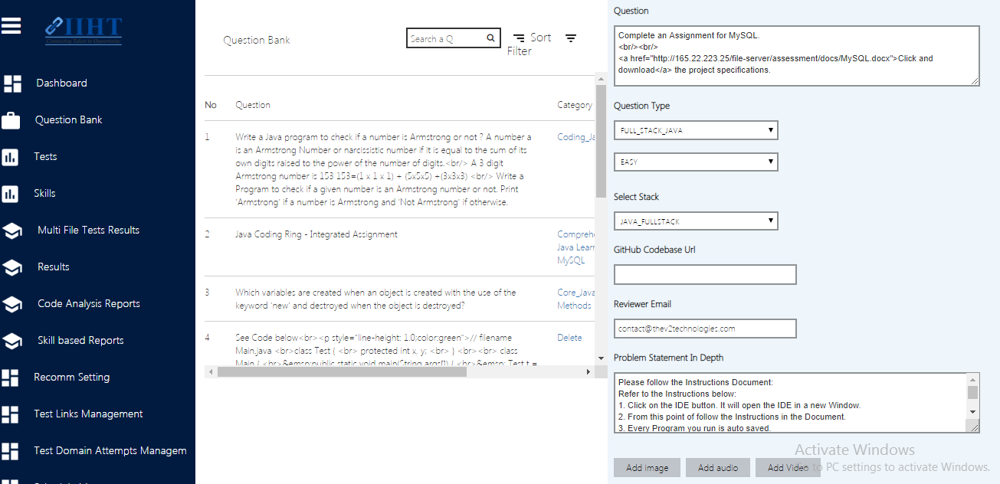 IIHT
Connecting Talent to Opportunity
Dashboard
Question Bank
Tests
Skills
Multi File Tests Results
Results
Code Analysis Reports
Skill based Reports
Recomm Setting
Test Links Management
Test Domain Attempts Managem
Question Bank
Search a Q
Sort
Filter
No Question Category
1 Write a Java program to check if a number is Armstrong or not ? A number a Coding_Ja
is an Armstrong Number or narcissistic number if it is equal to the sum of its
own digits raised to the power of the number of digits.<br/> A 3 digit
Armstrong number is 153 153=(1 x 1 x 1) + (5x5x5) +(3x3x3) <br/> Write a
Program to check if a given number is an Armstrong number or not. Print
'Armstrong' if a number is Armstrong and 'Not Armstrong' if otherwise.
2 Java Coding Ring - Integrated Assignment Comprehe
Java Learn
MySQL
3 Which variables are created when an object is created with the use of the Core_Java
keyword 'new' and destroyed when the object is destroyed? Methods
4 See Code below<br><p style="line-height: 1.0;color:green">// filename Delete
Main.java <br>class Test { <br> protected int x, y; <br> } <br><br> class
Main { <br>&emsp;public static void main(String args[]) { <br>&emsp; Test t =
Question
Complete an Assignment for MySQL.
<br/><br/>
<a href="http://165.22.223.25/file-server/assessment/docs/MySQL.docx">Click and
download</a> the project specifications.
Question Type
FULL_STACK_JAVA
EASY
Select Stack
JAVA_FULLSTACK
GitHub Codebase Url
Reviewer Email
contact@thev2technologies.com
Problem Statement In Depth
Please follow the Instructions Document:
Refer to the Instructions below:
1. Click on the IDE button. It will open the IDE in a new Window.
2. From this point of follow the Instructions in the Document.
3. Every Program you run is auto saved.
Activate Windows
Add image Add audio Add Video to PC settings to activate Windows.